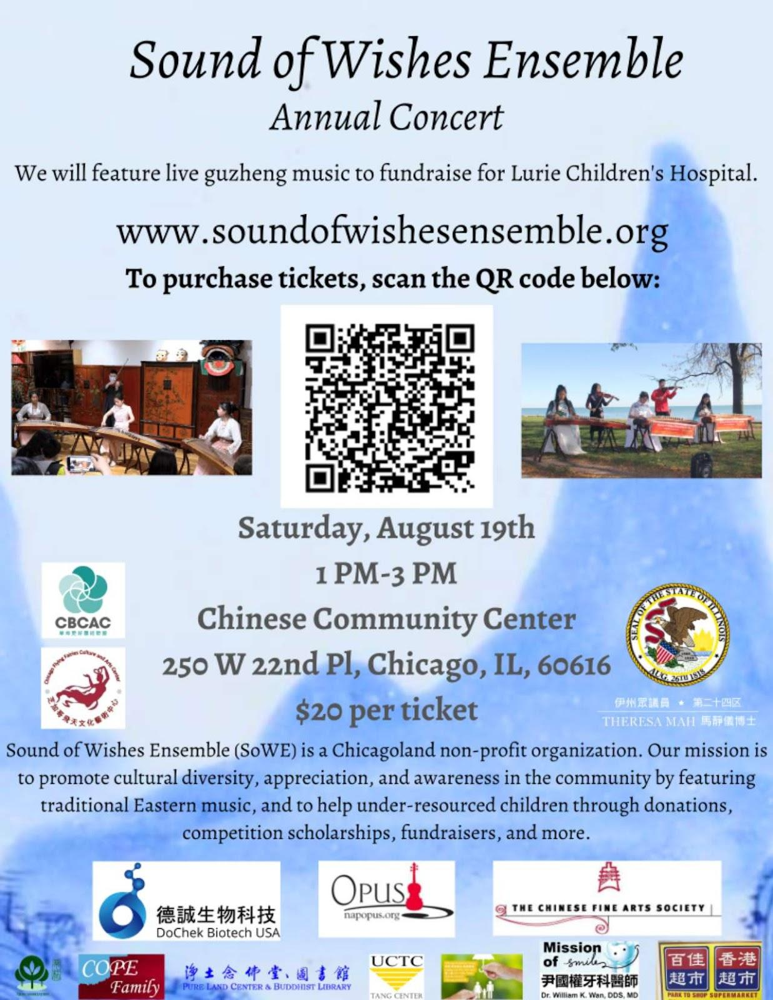 Sound of Wishes Ensemble
Annual Concert
We will feature live guzheng music to fundraise for Lurie Children's Hospital.
www.soundofwishesensemble.org
To purchase tickets, scan the QR code below:
Saturday, August 19th
1 PM-3 PM
Chinese Community Center
250 W 22nd Pl, Chicago, IL, 60616
$20 per ticket
CBCAC
Chicago Flying Fairies Culture and Arts Center
芝加哥飛天文化藝術中心
SEAL OF THE STATE OF ILLINOIS
AUG. 26TH 1818
伊州眾議員 ★ 第二十四区
THERESA MAH 馬靜儀博士
Sound of Wishes Ensemble (SoWE) is a Chicagoland non-profit organization. Our mission is
to promote cultural diversity, appreciation, and awareness in the community by featuring
traditional Eastern music, and to help under-resourced children through donations,
competition scholarships, fundraisers, and more.
德誠生物科技
DoChek Biotech USA
OPUS
napopus.org
THE CHINESE FINE ARTS SOCIETY
COPE
Family
淨土念佛堂、圖書館
PURE LAND CENTER & BUDDHIST LIBRARY
UCTC
TANG CENTER
Mission
of smiles
尹國權牙科醫師
Dr. William K. Wan, DDS, MD
百佳 香港
超市 超市
PARK TO SHOP SUPERMARKET